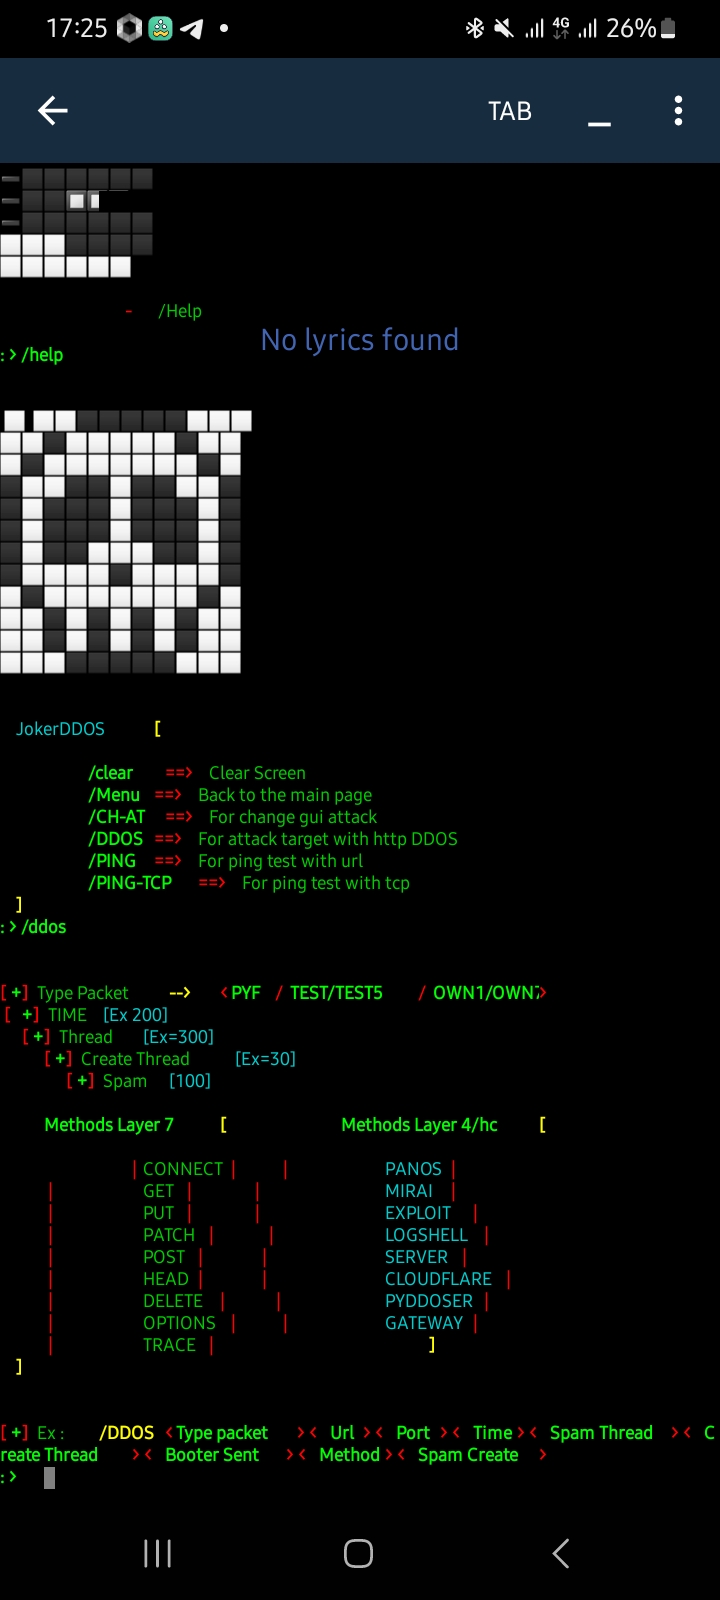 17:25 4G 26%
TAB
- /Help
No lyrics found
:>/help
JokerDDOS [
/clear ==> Clear Screen
/Menu ==> Back to the main page
/CH-AT ==> For change gui attack
/DDOS ==> For attack target with http DDOS
/PING ==> For ping test with url
/PING-TCP ==> For ping test with tcp
]
:>/ddos
[+] Type Packet --> <PYF / TEST/TEST5 / OWN1/OWN7>
[ +] TIME [Ex 200]
[+] Thread [Ex=300]
[+] Create Thread [Ex=30]
[+] Spam [100]
Methods Layer 7 [ Methods Layer 4/hc [
| CONNECT | | PANOS |
| GET | | MIRAI |
| PUT | | EXPLOIT |
| PATCH | | LOGSHELL |
| POST | | SERVER |
| HEAD | | CLOUDFLARE |
| DELETE | | PYDDOSER |
| OPTIONS | | GATEWAY |
| TRACE | ]
]
[+] Ex : /DDOS <Type packet >< Url >< Port >< Time >< Spam Thread >< C
reate Thread >< Booter Sent >< Method >< Spam Create >
:>